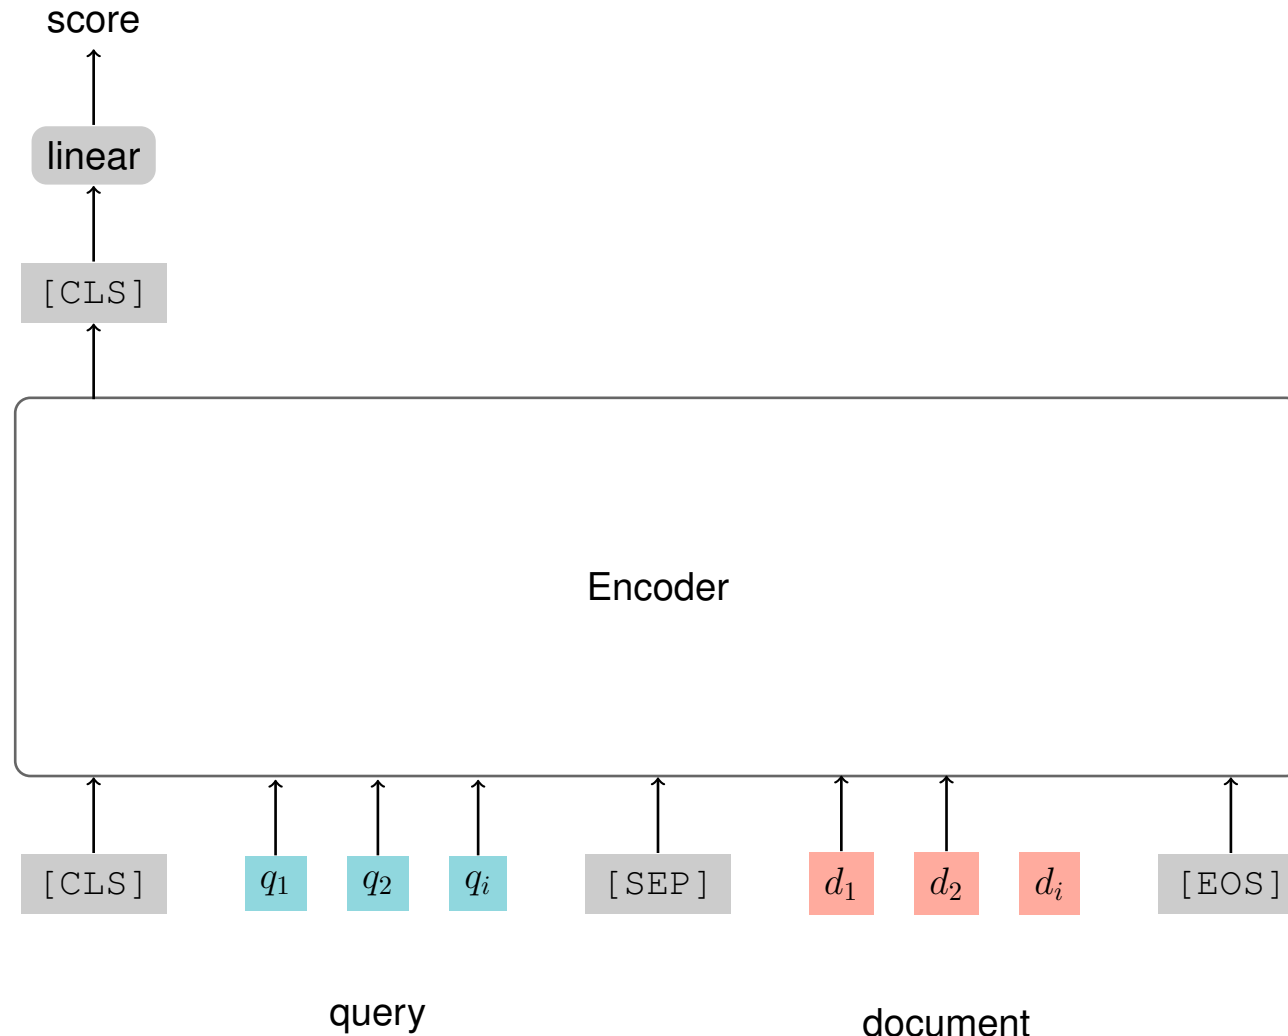 score
linear
[CLS]
Encoder
[CLS] q₁ q₂ qᵢ [SEP] d₁ d₂ dᵢ [EOS]
query document